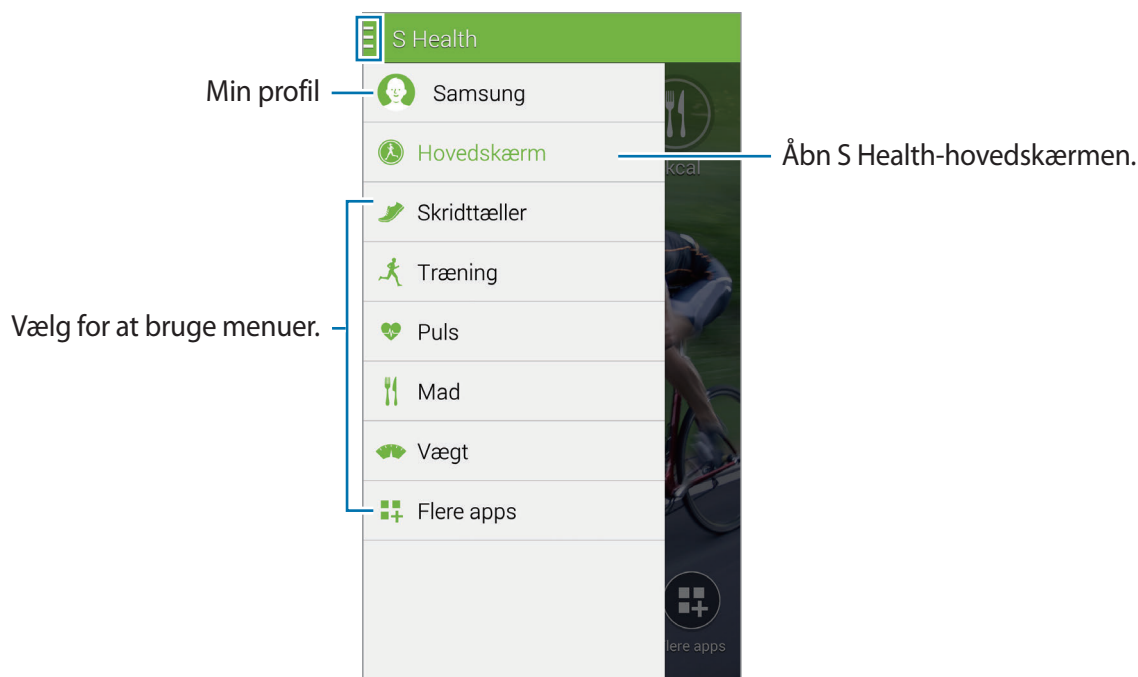 S Health
Min profil
Samsung
Hovedskærm
Åbn S Health-hovedskærmen.
kcal
Skridttæller
Træning
Vælg for at bruge menuer.
Puls
Mad
Vægt
Flere apps
lere apps